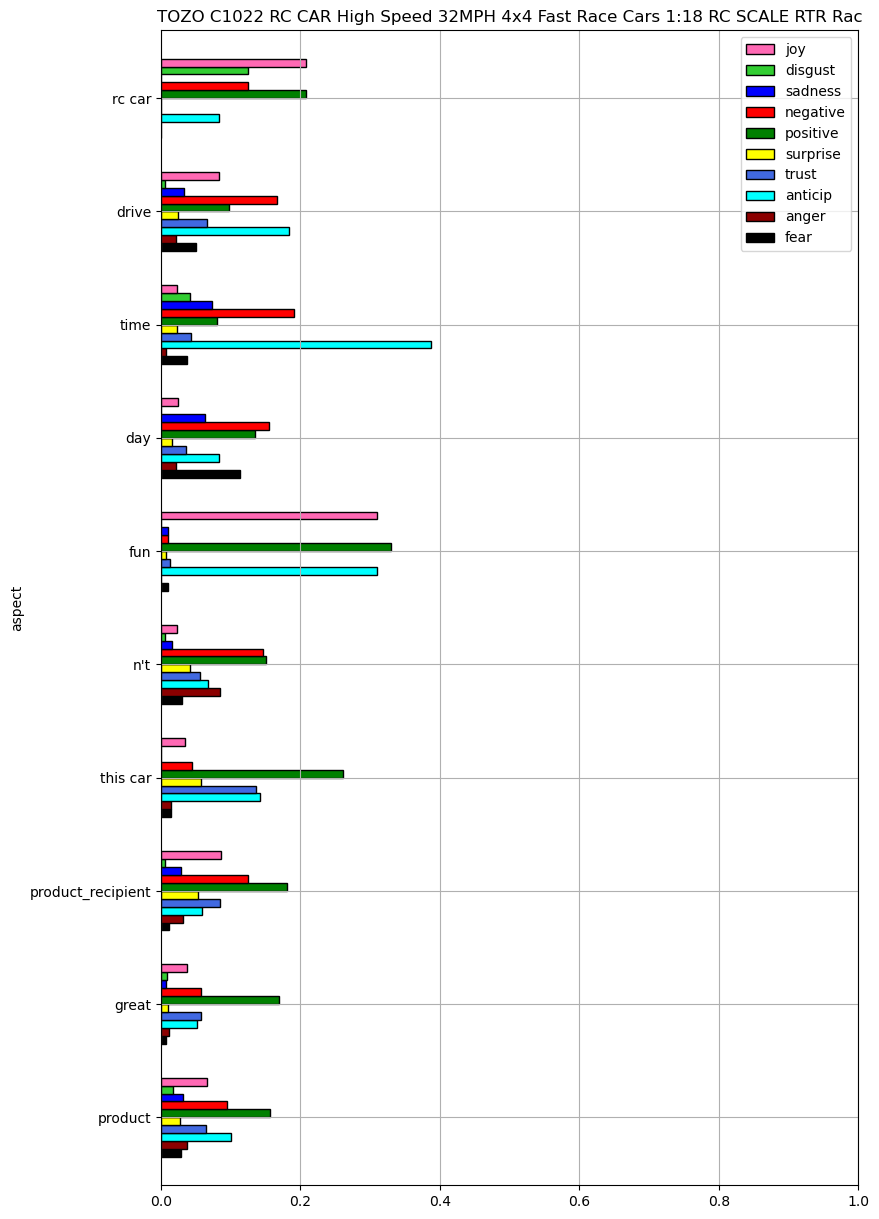 TOZO C1022 RC CAR High Speed 32MPH 4x4 Fast Race Cars 1:18 RC SCALE RTR Rac
joy
disgust
sadness
negative
positive
surprise
trust
anticip
anger
fear
rc car
drive
time
day
fun
n't
this car
product_recipient
great
product
aspect
0.0 0.2 0.4 0.6 0.8 1.0